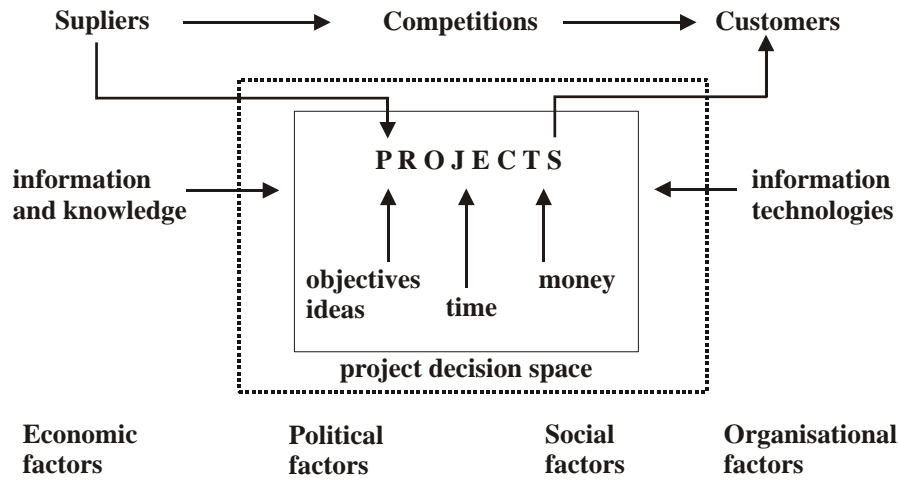 Supliers Competitions Customers
P R O J E C T S
information
and knowledge
information
technologies
objectives
ideas
time
money
project decision space
Economic
factors
Political
factors
Social
factors
Organisational
factors